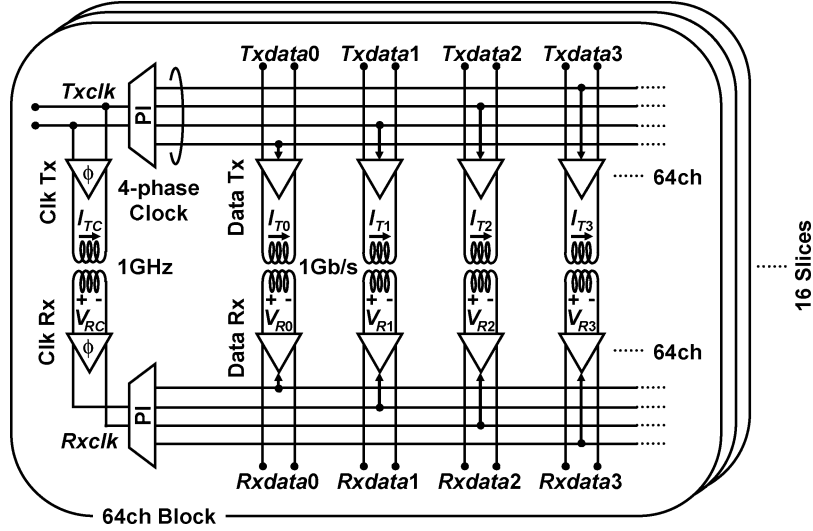 Txdata0 Txdata1 Txdata2 Txdata3
Txclk
PI
Clk Tx
ϕ
4-phase
Clock
Data Tx
...... 64ch
I_TC I_T0 I_T1 I_T2 I_T3
1GHz
1Gb/s
...... 16 Slices
+ - + - + - + - + -
V_RC V_R0 V_R1 V_R2 V_R3
Clk Rx
ϕ
Data Rx
...... 64ch
PI
Rxclk
Rxdata0 Rxdata1 Rxdata2 Rxdata3
64ch Block